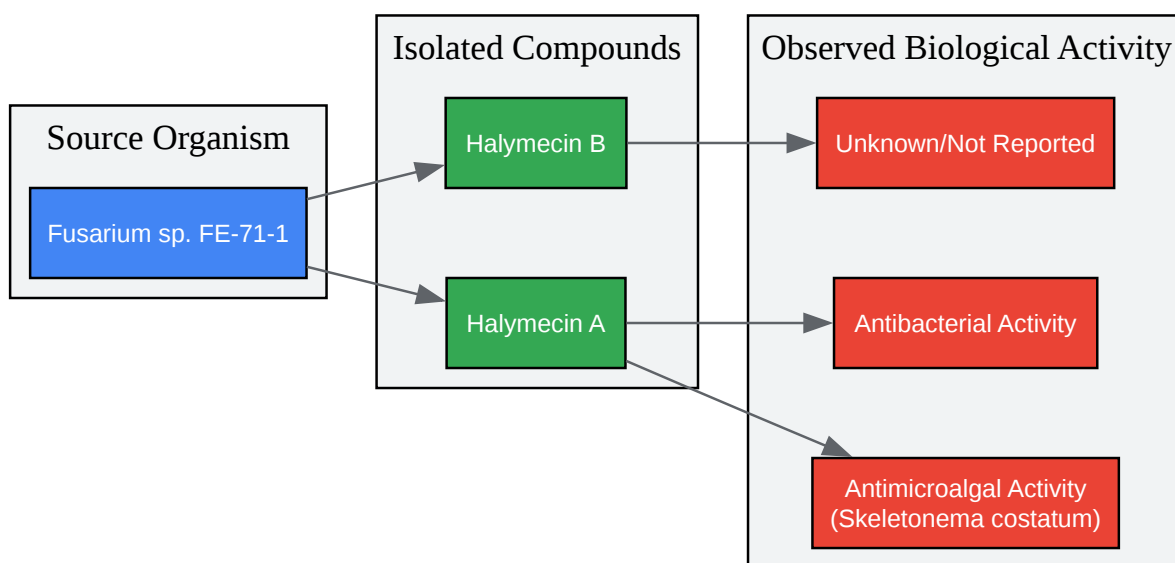 Source Organism
Fusarium sp. FE-71-1
Isolated Compounds
Halymecin B
Halymecin A
Observed Biological Activity
Unknown/Not Reported
Antibacterial Activity
Antimicroalgal Activity
(Skeletonema costatum)